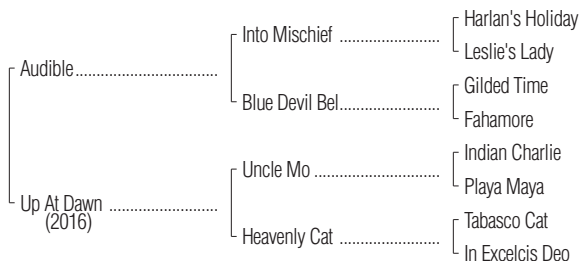 Harlan's Holiday
Into Mischief ....................
Leslie's Lady
Audible.............................
Gilded Time
Blue Devil Bel....................
Fahamore
Indian Charlie
Uncle Mo .........................
Playa Maya
Up At Dawn ......................
(2016)
Tabasco Cat
Heavenly Cat ....................
In Excelcis Deo